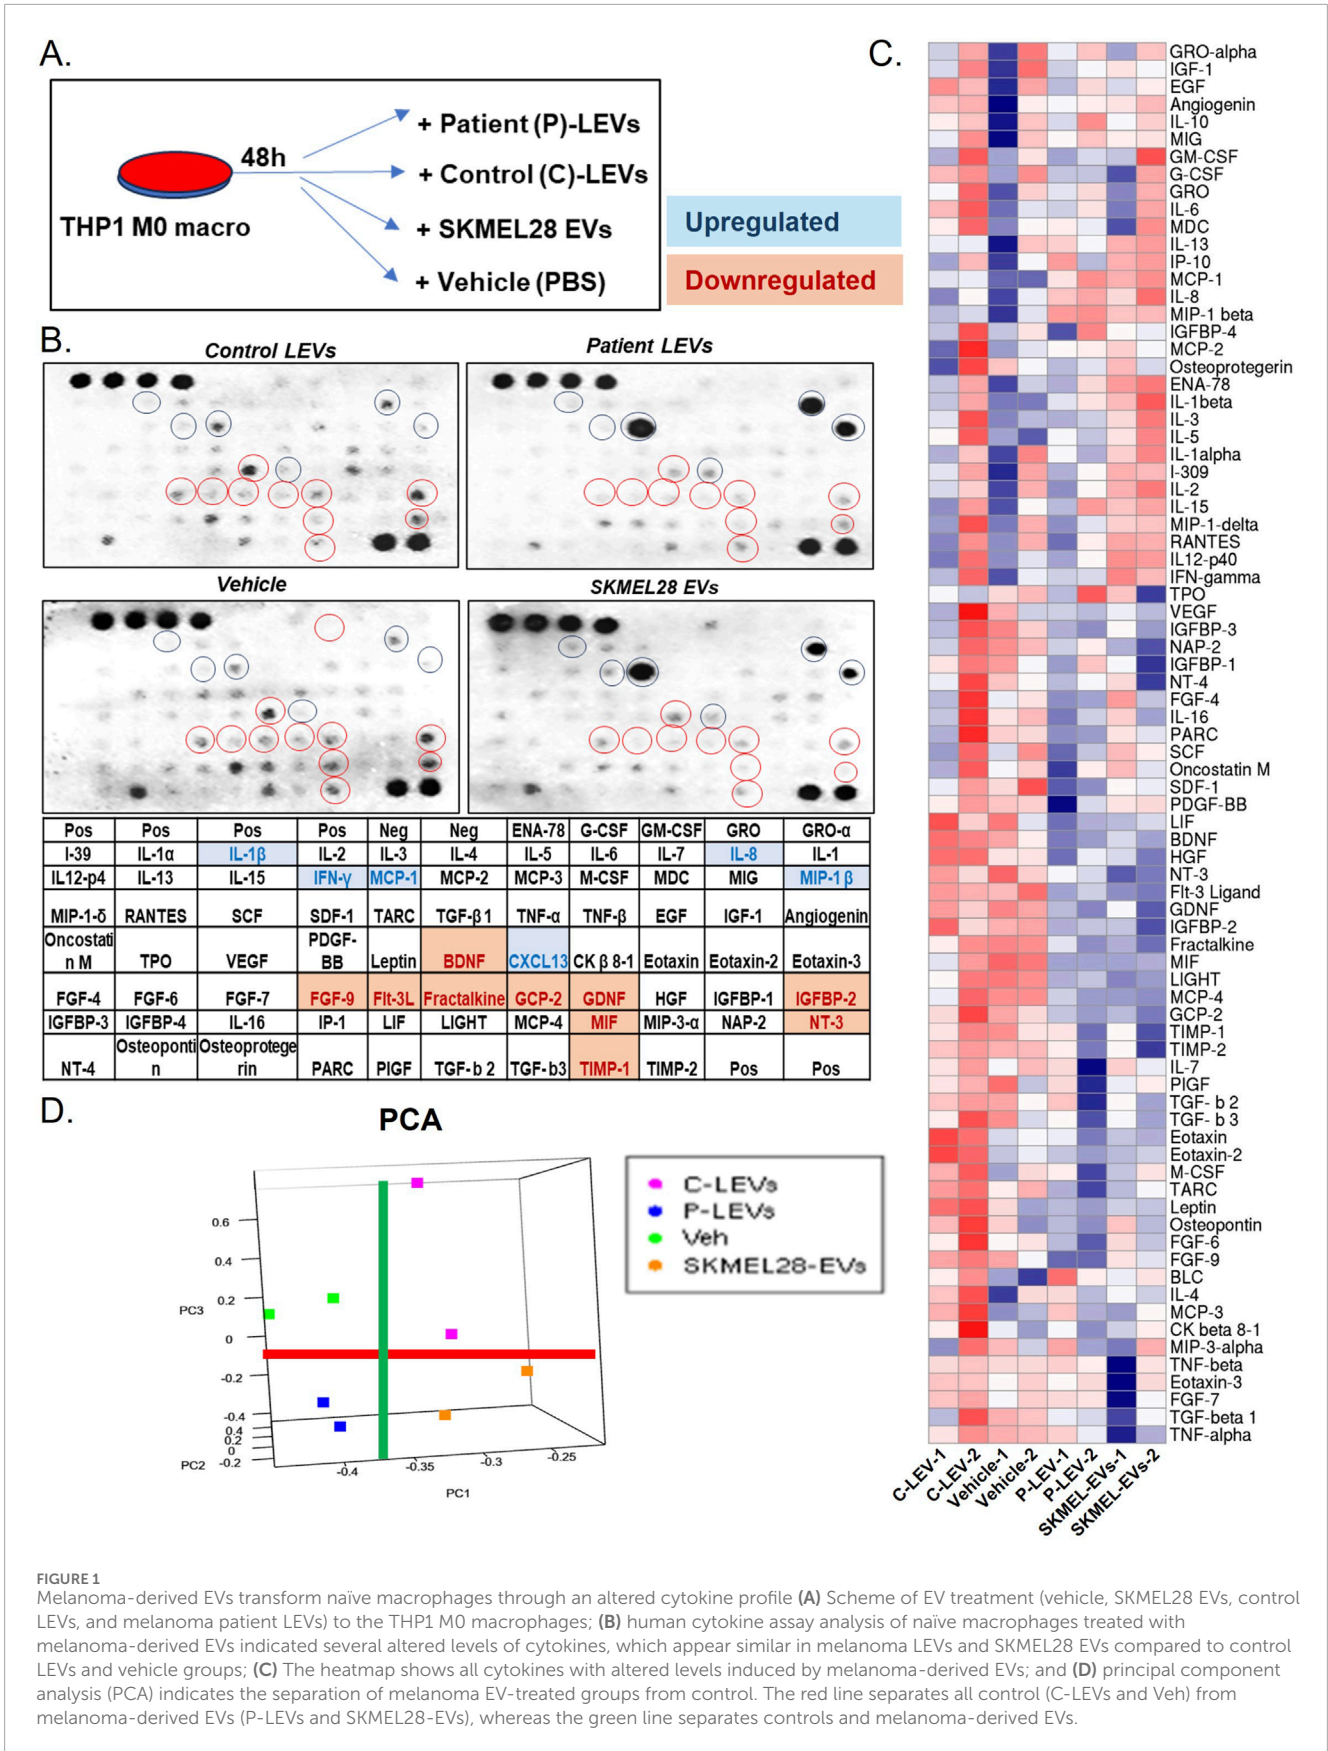 A.
48h
THP1 M0 macro
+ Patient (P)-LEVs
+ Control (C)-LEVs
+ SKMEL28 EVs
+ Vehicle (PBS)
Upregulated
Downregulated
B.
Control LEVs
Patient LEVs
Vehicle
SKMEL28 EVs
Pos Pos Pos Pos Neg Neg ENA-78 G-CSF GM-CSF GRO GRO-α
I-39 IL-1α IL-1β IL-2 IL-3 IL-4 IL-5 IL-6 IL-7 IL-8 IL-1
IL12-p4 IL-13 IL-15 IFN-γ MCP-1 MCP-2 MCP-3 M-CSF MDC MIG MIP-1 β
MIP-1-δ RANTES SCF SDF-1 TARC TGF-β 1 TNF-α TNF-β EGF IGF-1 Angiogenin
Oncostati
n M TPO VEGF PDGF-
BB Leptin BDNF CXCL13 CK β 8-1 Eotaxin Eotaxin-2 Eotaxin-3
FGF-4 FGF-6 FGF-7 FGF-9 Flt-3L Fractalkine GCP-2 GDNF HGF IGFBP-1 IGFBP-2
IGFBP-3 IGFBP-4 IL-16 IP-1 LIF LIGHT MCP-4 MIF MIP-3-α NAP-2 NT-3
NT-4 Osteoponti
n Osteoprotege
rin PARC PIGF TGF-b 2 TGF-b3 TIMP-1 TIMP-2 Pos Pos
C.
GRO-alpha
IGF-1
EGF
Angiogenin
IL-10
MIG
GM-CSF
G-CSF
GRO
IL-6
MDC
IL-13
IP-10
MCP-1
IL-8
MIP-1 beta
IGFBP-4
MCP-2
Osteoprotegerin
ENA-78
IL-1beta
IL-3
IL-5
IL-1alpha
I-309
IL-2
IL-15
MIP-1-delta
RANTES
IL12-p40
IFN-gamma
TPO
VEGF
IGFBP-3
NAP-2
IGFBP-1
NT-4
FGF-4
IL-16
PARC
SCF
Oncostatin M
SDF-1
PDGF-BB
LIF
BDNF
HGF
NT-3
Flt-3 Ligand
GDNF
IGFBP-2
Fractalkine
MIF
LIGHT
MCP-4
GCP-2
TIMP-1
TIMP-2
IL-7
PIGF
TGF- b 2
TGF- b 3
Eotaxin
Eotaxin-2
M-CSF
TARC
Leptin
Osteopontin
FGF-6
FGF-9
BLC
IL-4
MCP-3
CK beta 8-1
MIP-3-alpha
TNF-beta
Eotaxin-3
FGF-7
TGF-beta 1
TNF-alpha
C-LEV-1
C-LEV-2
Vehicle-1
Vehicle-2
P-LEV-1
P-LEV-2
SKMEL-EVs-1
SKMEL-EVs-2
D.
PCA
PC3
0.6
0.4
0.2
0
-0.2
-0.4
0.4
0.2
0
-0.2
PC2
-0.4
-0.35
-0.3
-0.25
PC1
C-LEVs
P-LEVs
Veh
SKMEL28-EVs
FIGURE 1
Melanoma-derived EVs transform naïve macrophages through an altered cytokine profile (A) Scheme of EV treatment (vehicle, SKMEL28 EVs, control
LEVs, and melanoma patient LEVs) to the THP1 M0 macrophages; (B) human cytokine assay analysis of naïve macrophages treated with
melanoma-derived EVs indicated several altered levels of cytokines, which appear similar in melanoma LEVs and SKMEL28 EVs compared to control
LEVs and vehicle groups; (C) The heatmap shows all cytokines with altered levels induced by melanoma-derived EVs; and (D) principal component
analysis (PCA) indicates the separation of melanoma EV-treated groups from control. The red line separates all control (C-LEVs and Veh) from
melanoma-derived EVs (P-LEVs and SKMEL28-EVs), whereas the green line separates controls and melanoma-derived EVs.